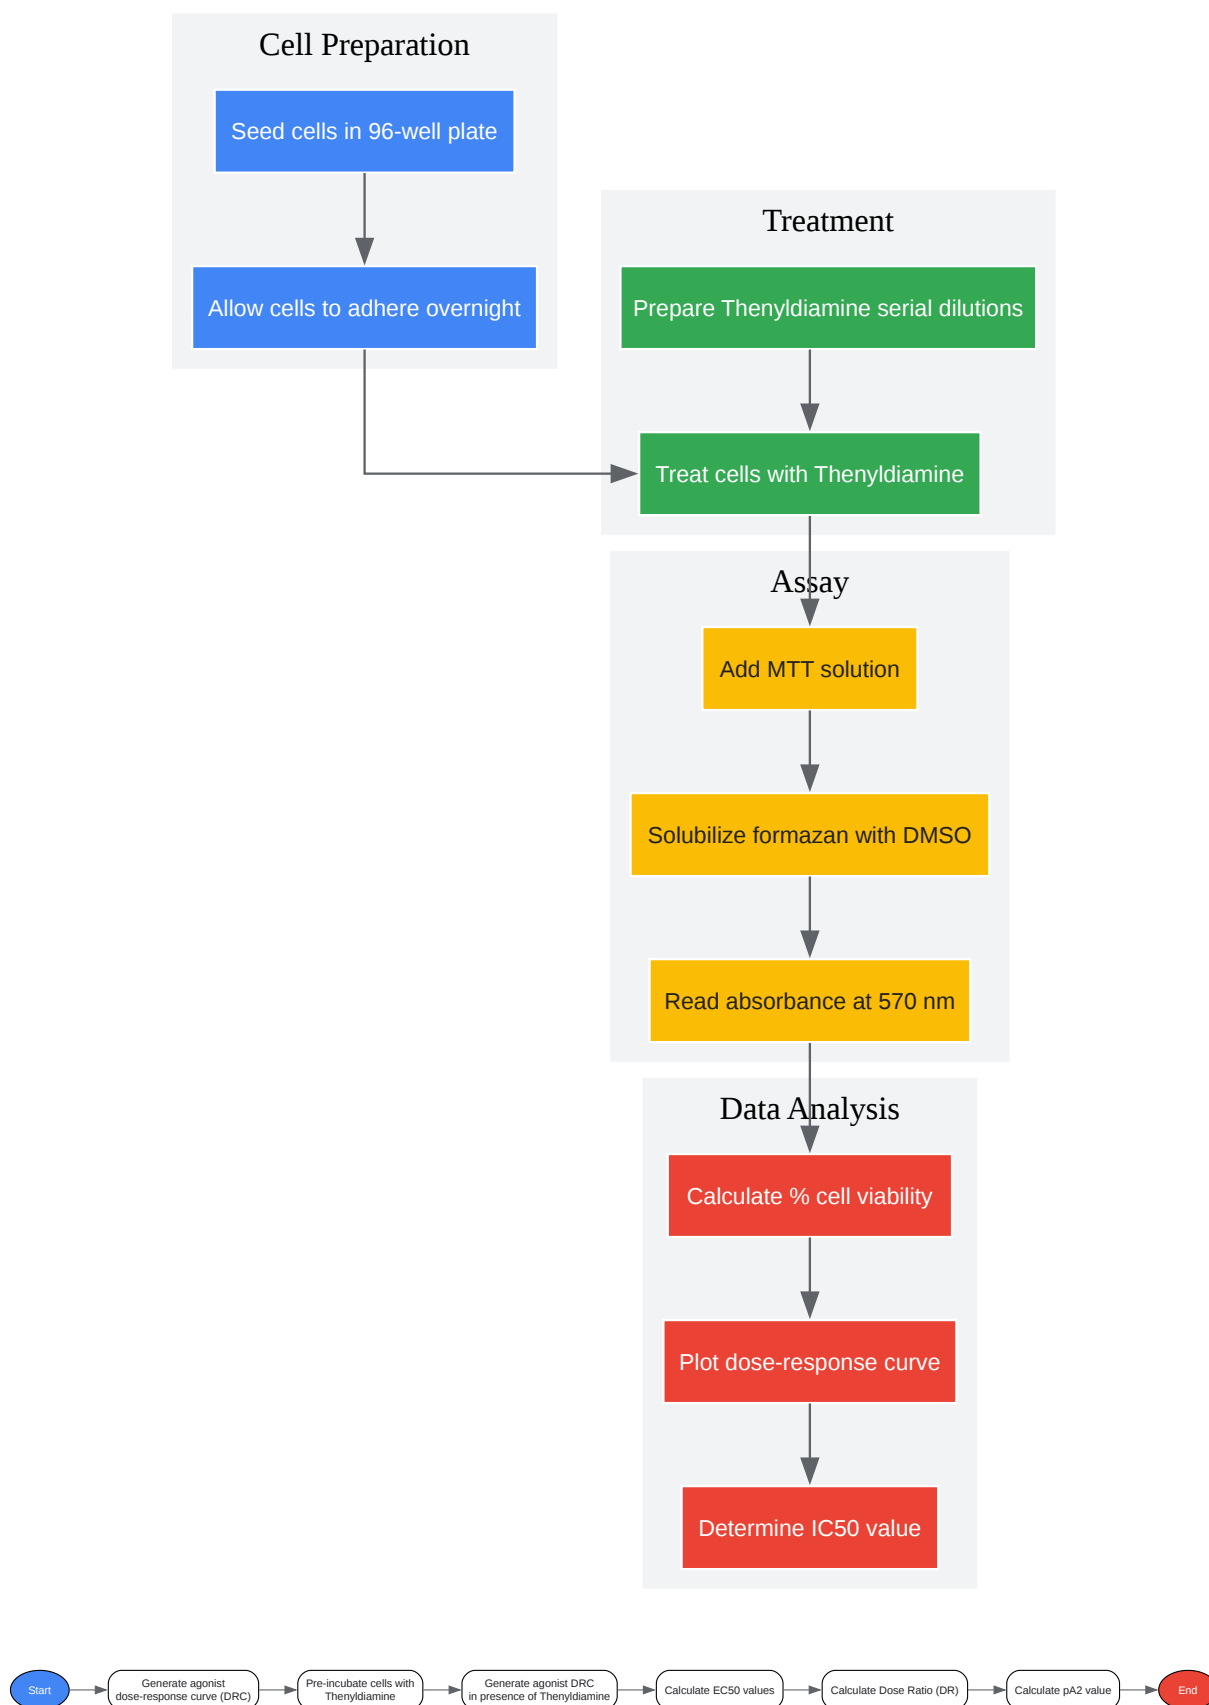 Cell Preparation
Seed cells in 96-well plate
Allow cells to adhere overnight
Treatment
Prepare Thenyldiamine serial dilutions
Treat cells with Thenyldiamine
Assay
Add MTT solution
Solubilize formazan with DMSO
Read absorbance at 570 nm
Data Analysis
Calculate % cell viability
Plot dose-response curve
Determine IC50 value
Start
Generate agonist
dose-response curve (DRC)
Pre-incubate cells with
Thenyldiamine
Generate agonist DRC
in presence of Thenyldiamine
Calculate EC50 values
Calculate Dose Ratio (DR)
Calculate pA2 value
End